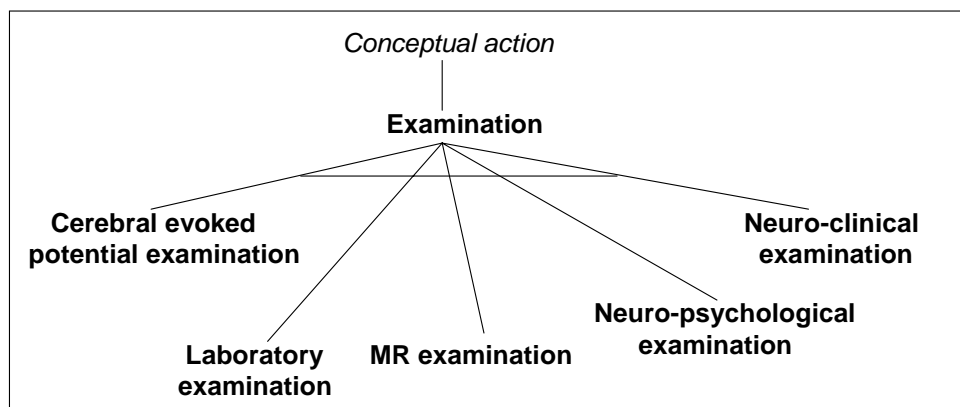 Conceptual action
Examination
Cerebral evoked
potential examination
Neuro-clinical
examination
Laboratory
examination
MR examination
Neuro-psychological
examination